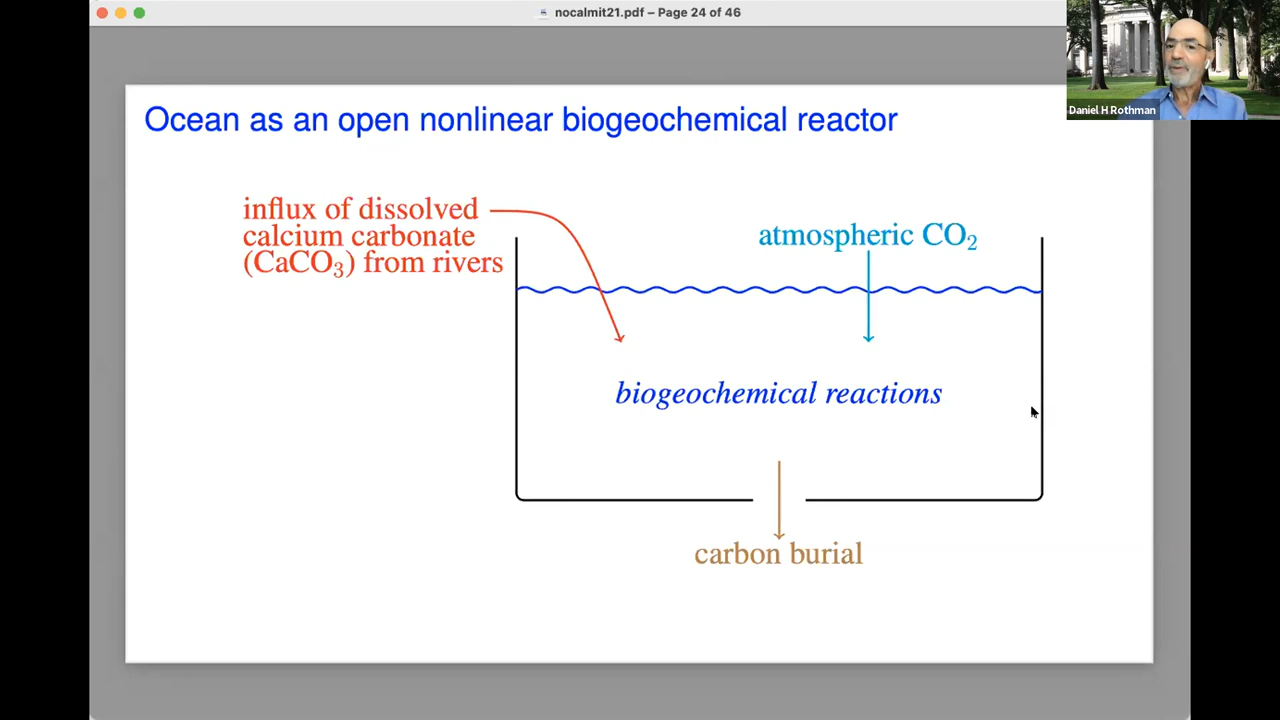 nocalmit21.pdf – Page 24 of 46
Daniel H Rothman
Ocean as an open nonlinear biogeochemical reactor
influx of dissolved
calcium carbonate
(CaCO₃) from rivers
atmospheric CO₂
biogeochemical reactions
carbon burial